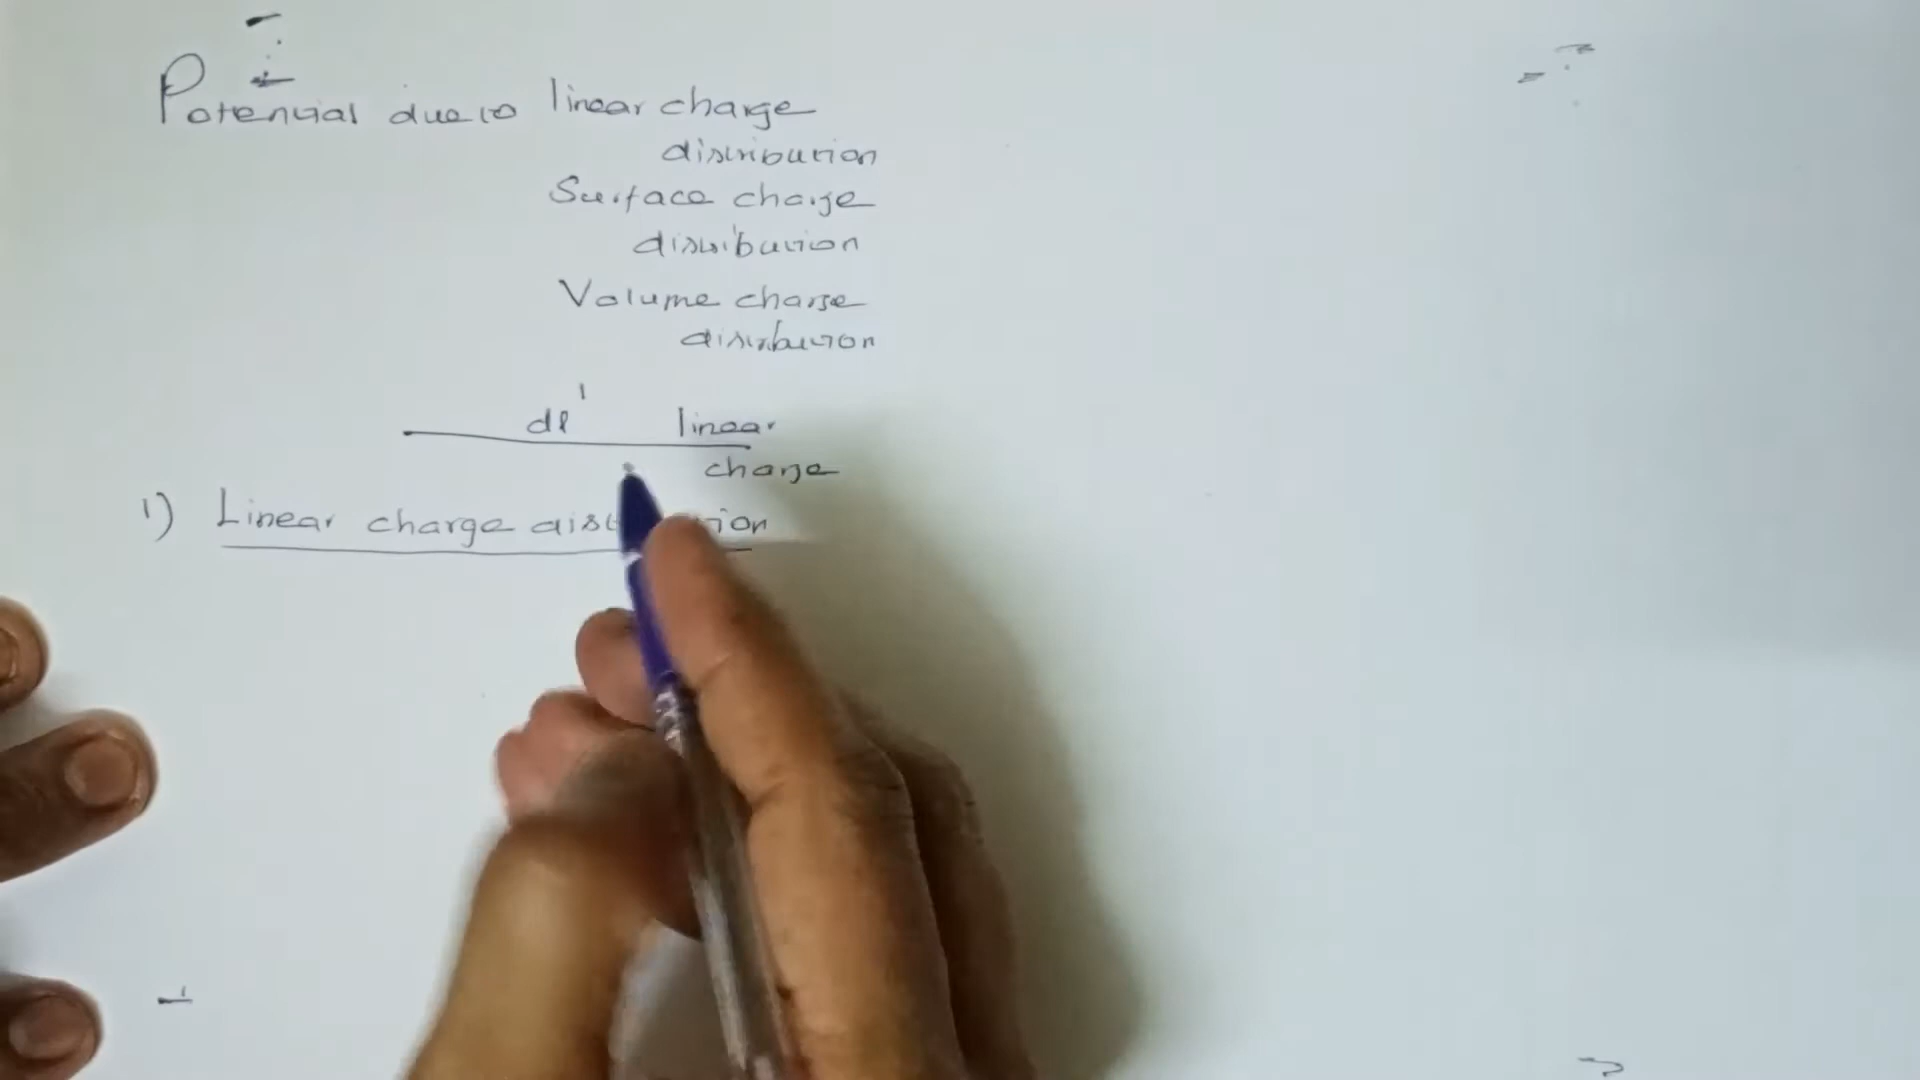 Potential due to linear charge
distribution
Surface charge
distribution
Volume charge
distribution
dl' linear
charge
1) Linear charge